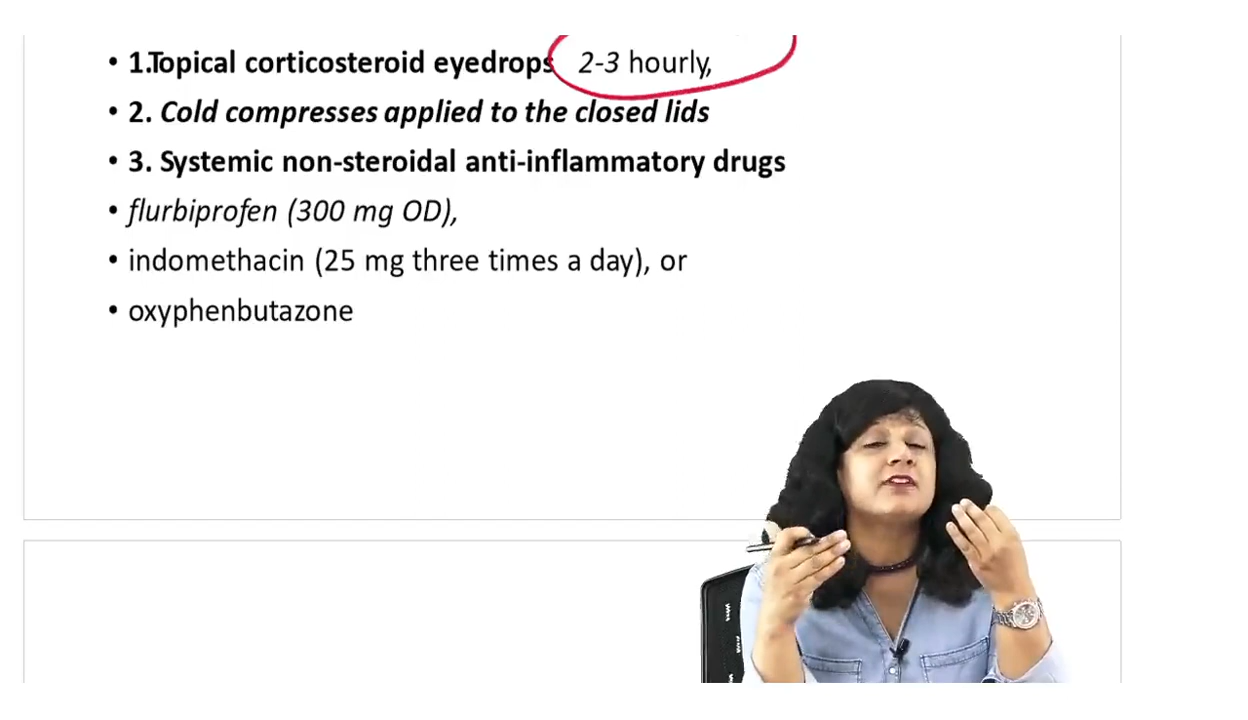 • 1.Topical corticosteroid eyedrops 2-3 hourly,
• 2. Cold compresses applied to the closed lids
• 3. Systemic non-steroidal anti-inflammatory drugs
• flurbiprofen (300 mg OD),
• indomethacin (25 mg three times a day), or
• oxyphenbutazone